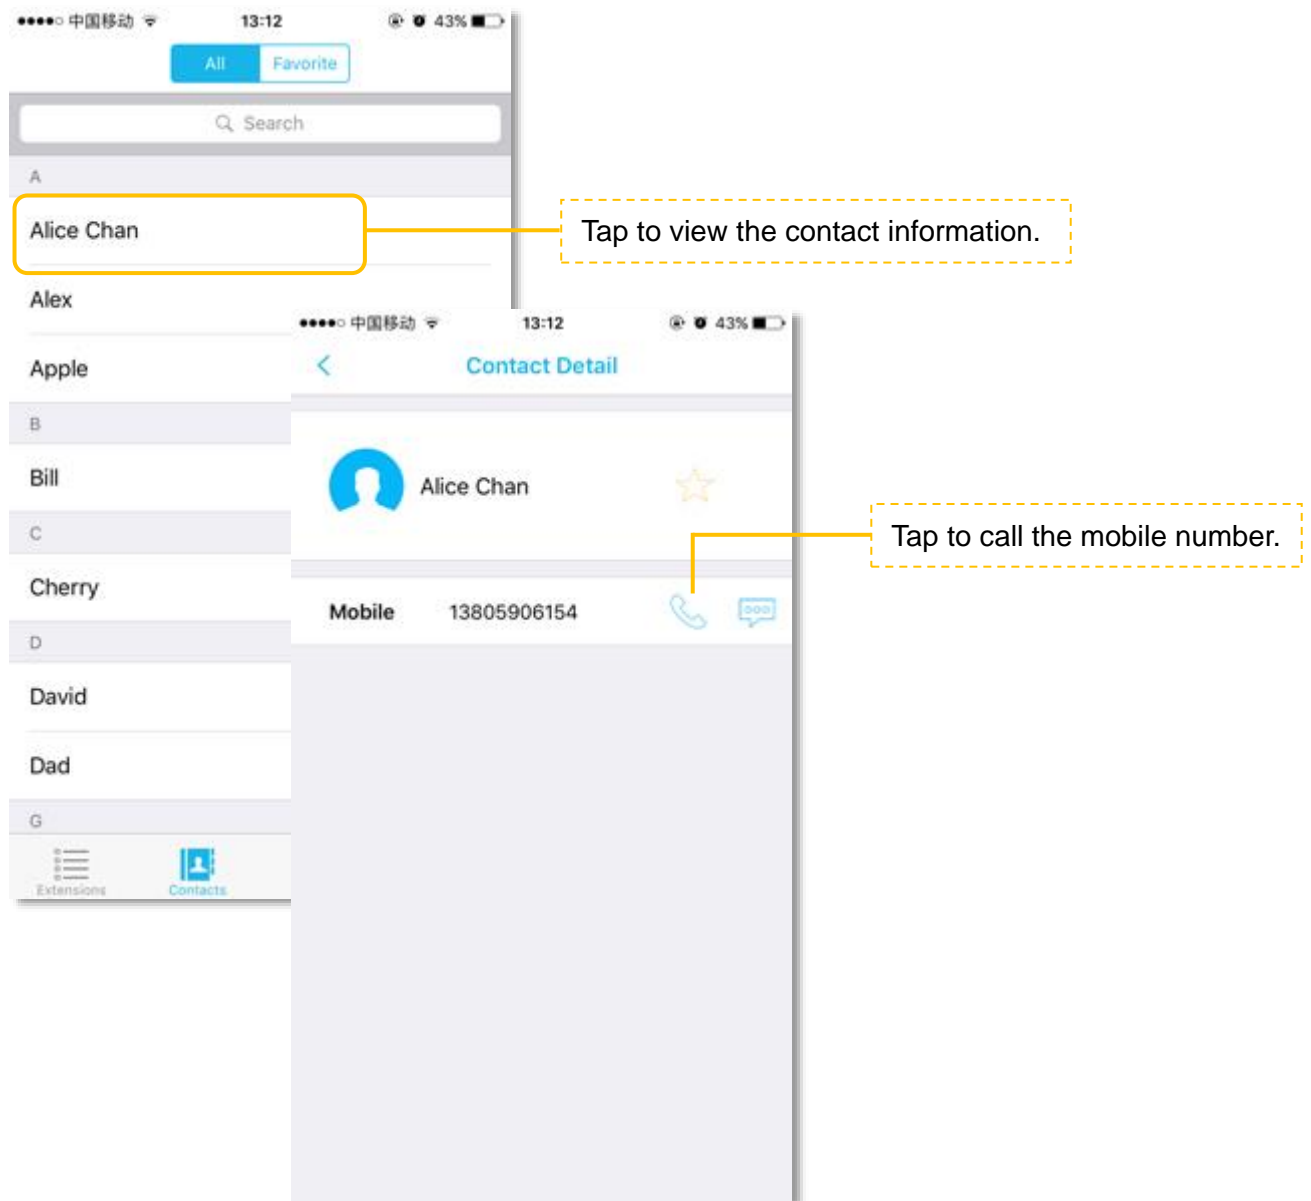 中国移动 13:12 43%
All Favorite
Search
A
Alice Chan
Tap to view the contact information.
Alex
Apple
B
Bill
C
Cherry
D
David
Dad
G
Extensions Contacts
中国移动 13:12 43%
Contact Detail
Alice Chan
Tap to call the mobile number.
Mobile 13805906154